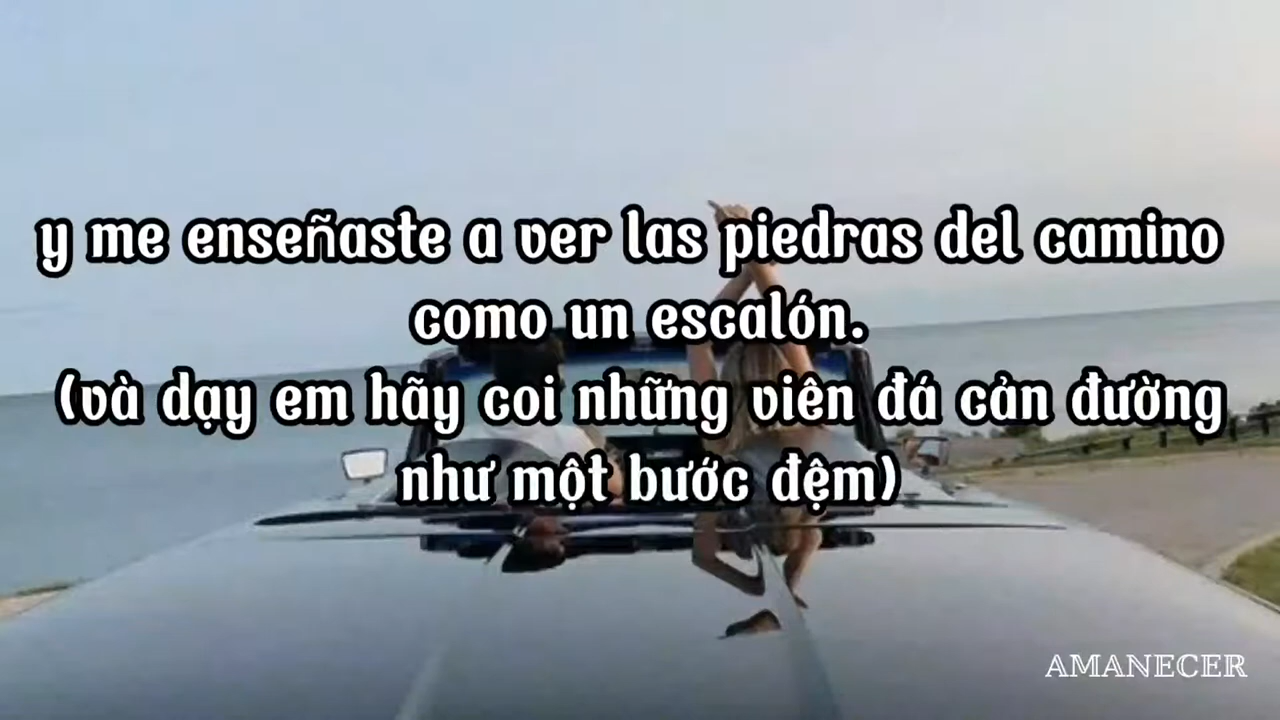 y me enseñaste a ver las piedras del camino
como un escalón.
(và dạy em hãy coi những viên đá cản đường
như một bước đệm)
AMANECER